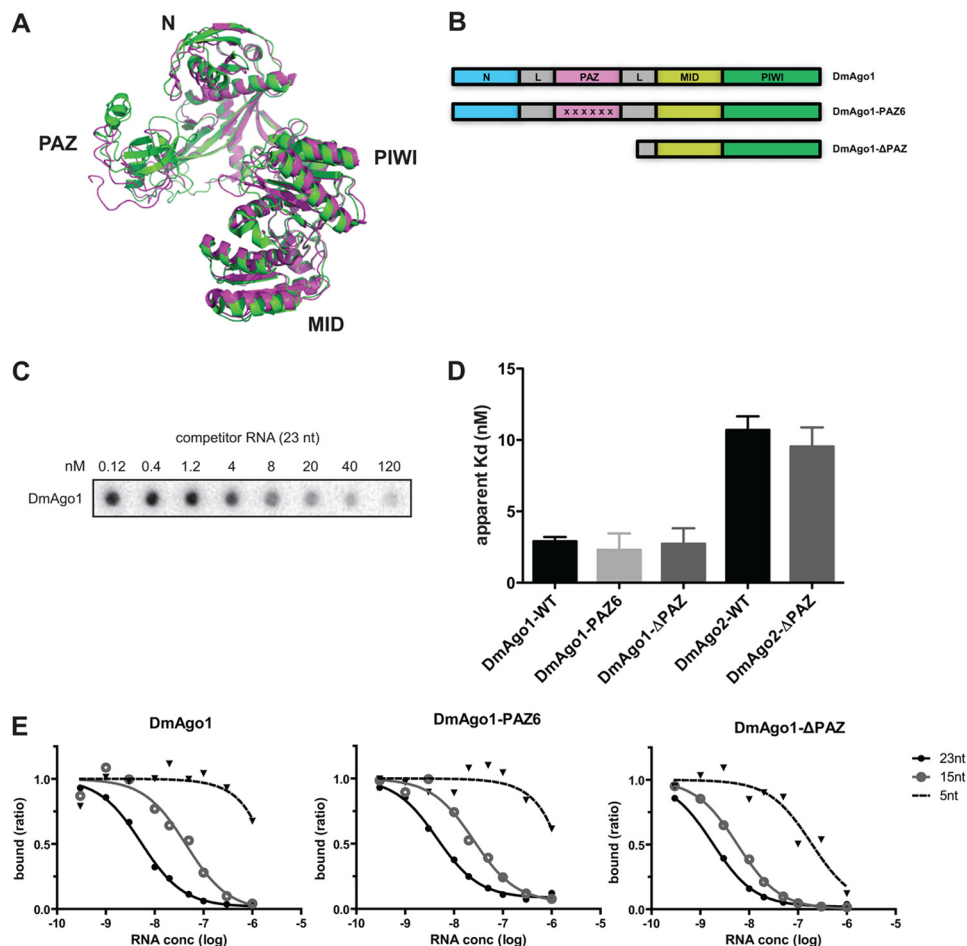 A
N
PAZ
PIWI
MID
B
N L PAZ L MID PIWI DmAgo1
x x x x x x DmAgo1-PAZ6
DmAgo1-ΔPAZ
C
competitor RNA (23 nt)
nM 0.12 0.4 1.2 4 8 20 40 120
DmAgo1
D
apparent Kd (nM)
15
10
5
0
DmAgo1-WT
DmAgo1-PAZ6
DmAgo1-ΔPAZ
DmAgo2-WT
DmAgo2-ΔPAZ
E
DmAgo1
bound (ratio)
1.0
0.5
0.0
-10 -9 -8 -7 -6 -5
RNA conc (log)
DmAgo1-PAZ6
bound (ratio)
1.0
0.5
0.0
-10 -9 -8 -7 -6 -5
RNA conc (log)
DmAgo1-ΔPAZ
bound (ratio)
1.0
0.5
0.0
-10 -9 -8 -7 -6 -5
RNA conc (log)
23nt
15nt
5nt